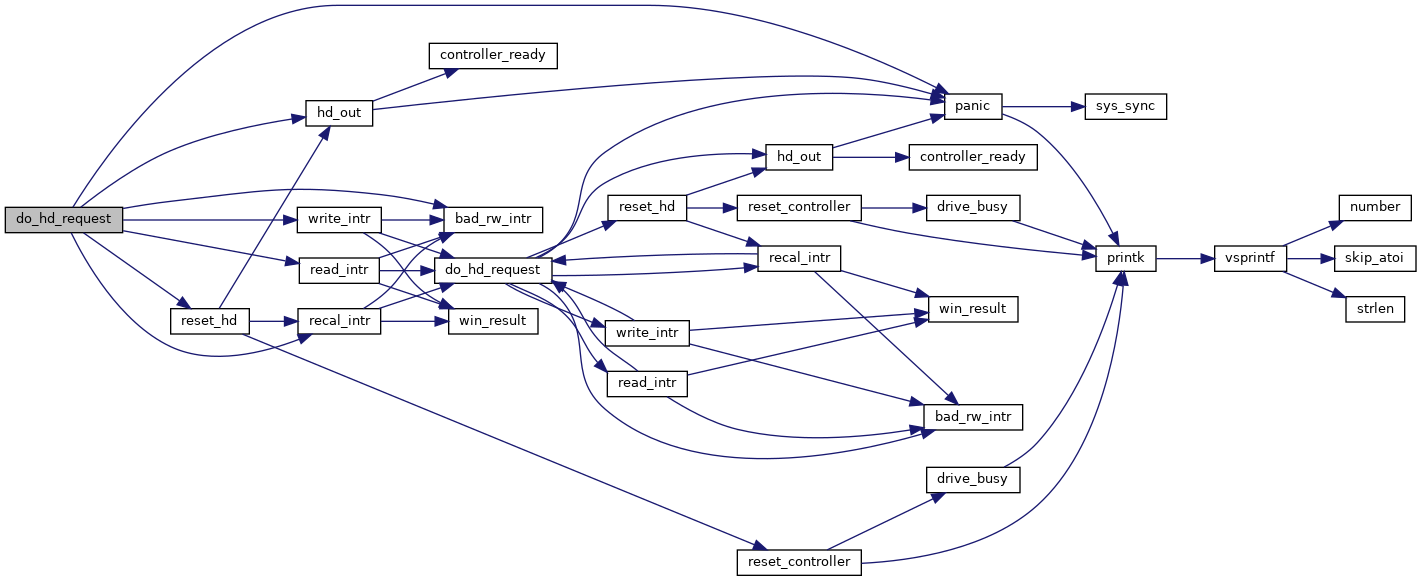 controller_ready
panic
sys_sync
hd_out
hd_out
controller_ready
do_hd_request
write_intr
bad_rw_intr
reset_hd
reset_controller
drive_busy
number
read_intr
do_hd_request
recal_intr
printk
vsprintf
skip_atoi
reset_hd
recal_intr
win_result
write_intr
win_result
strlen
read_intr
bad_rw_intr
drive_busy
reset_controller